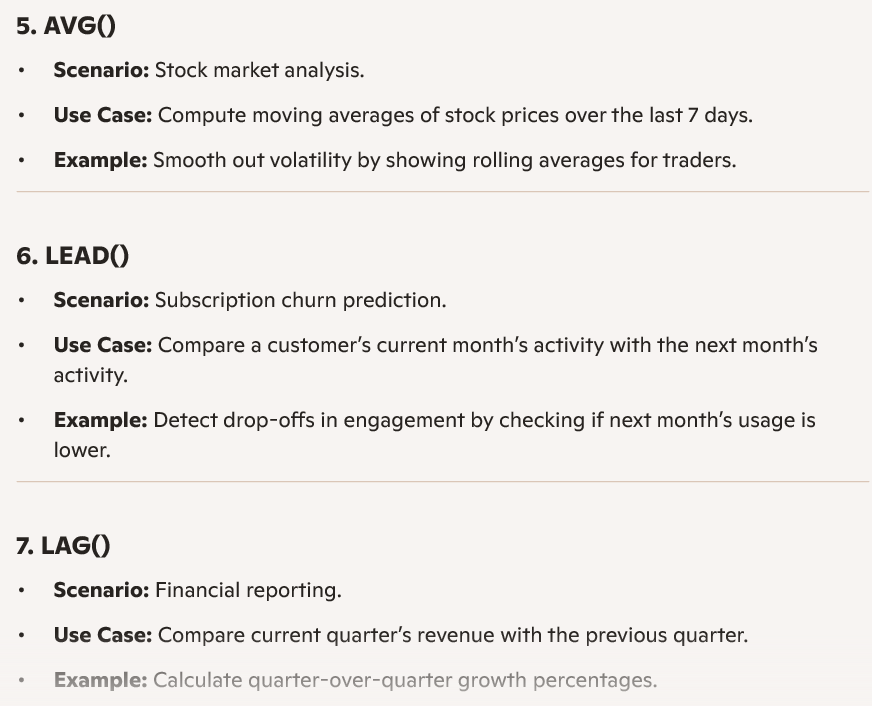 5. AVG()
• Scenario: Stock market analysis.
• Use Case: Compute moving averages of stock prices over the last 7 days.
• Example: Smooth out volatility by showing rolling averages for traders.
6. LEAD()
• Scenario: Subscription churn prediction.
• Use Case: Compare a customer’s current month’s activity with the next month’s
activity.
• Example: Detect drop-offs in engagement by checking if next month’s usage is
lower.
7. LAG()
• Scenario: Financial reporting.
• Use Case: Compare current quarter’s revenue with the previous quarter.
• Example: Calculate quarter-over-quarter growth percentages.